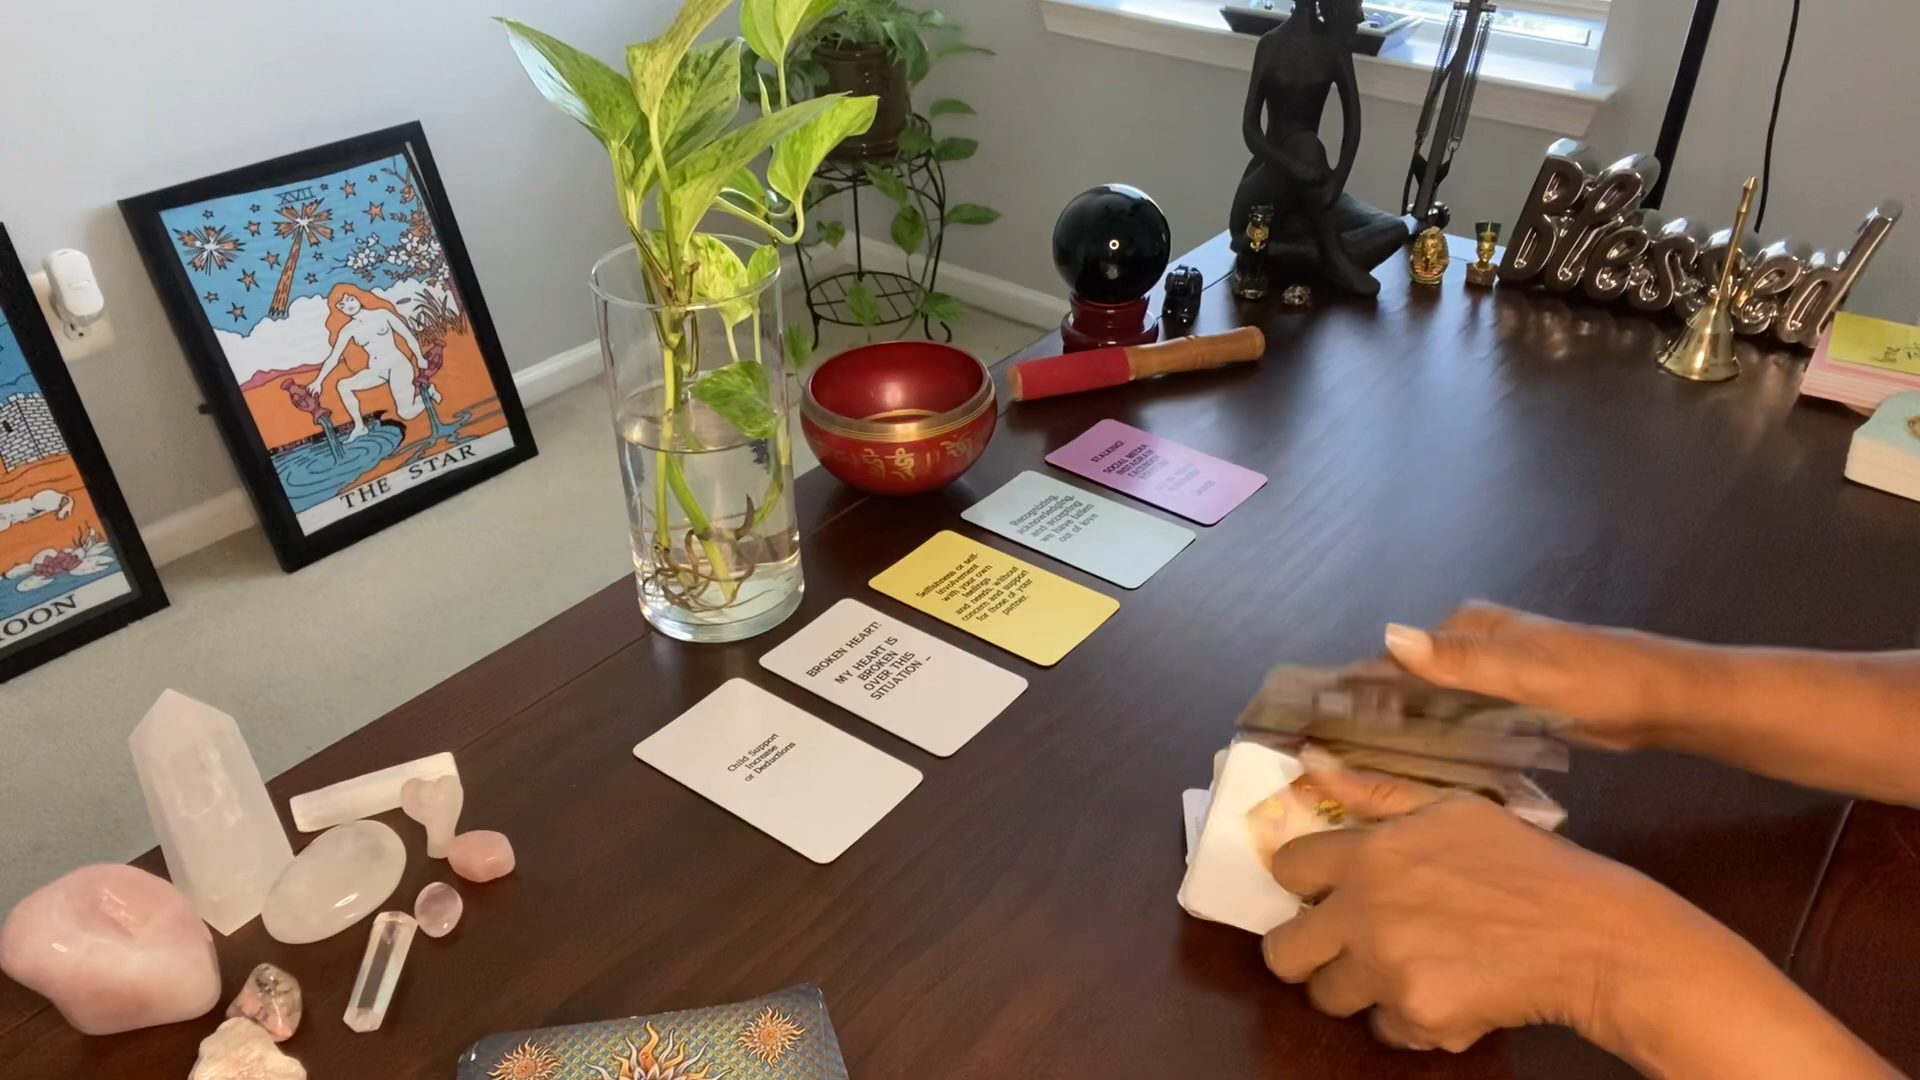 XVII
THE STAR
OON
Blessed
STALKING!
SOCIAL MEDIA
INSTAGRAM
FACEBOOK
Recognizing,
acknowledging,
and accepting
we have fallen
out of love
Selfishness or self-
involvement
with your own
feelings
and needs, without
concern and support
for those of your
partner.
BROKEN HEART!
MY HEART IS
BROKEN
OVER THIS
SITUATION ...
Child Support
Increase
or Deductions